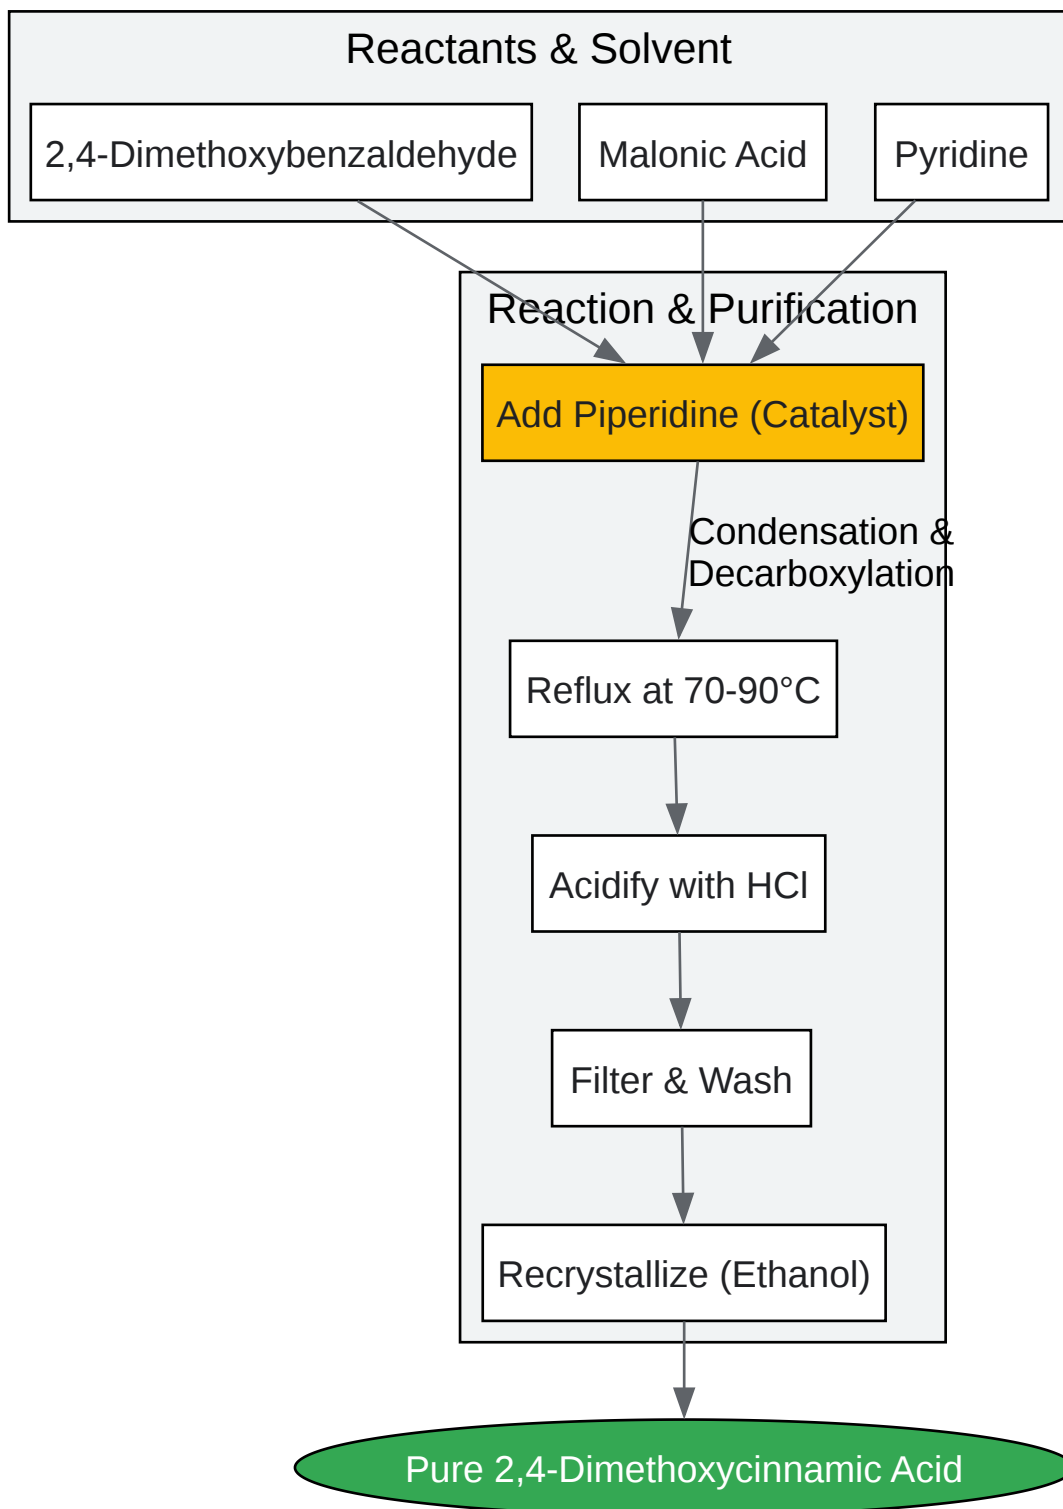 Reactants & Solvent
2,4-Dimethoxybenzaldehyde
Malonic Acid
Pyridine
Reaction & Purification
Add Piperidine (Catalyst)
Condensation &
Decarboxylation
Reflux at 70-90°C
Acidify with HCl
Filter & Wash
Recrystallize (Ethanol)
Pure 2,4-Dimethoxycinnamic Acid